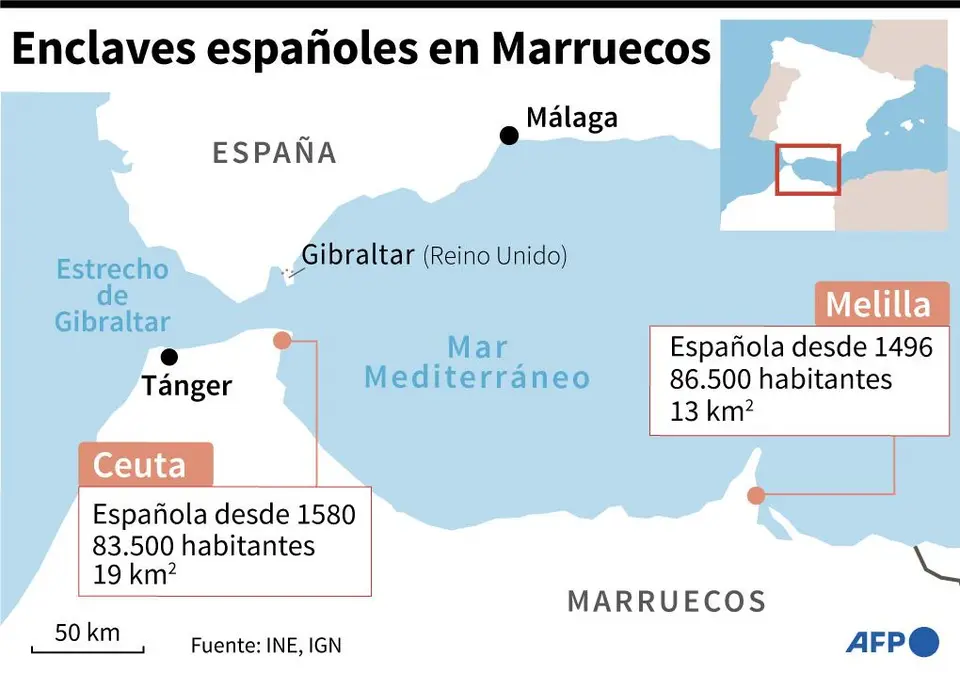 Enclaves españoles en Marruecos
Málaga
ESPAÑA
Gibraltar (Reino Unido)
Estrecho
de
Gibraltar
Mar
Mediterráneo
Tánger
Melilla
Española desde 1496
86.500 habitantes
13 km²
Ceuta
Española desde 1580
83.500 habitantes
19 km²
MARRUECOS
50 km
Fuente: INE, IGN
AFP